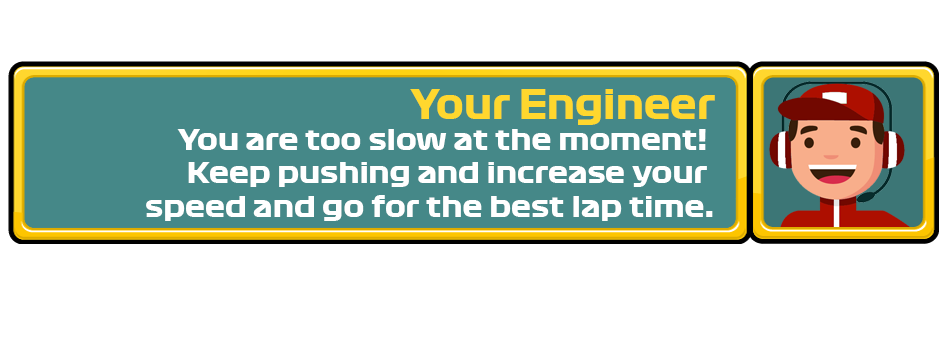 Your Engineer
You are too slow at the moment!
Keep pushing and increase your
speed and go for the best lap time.